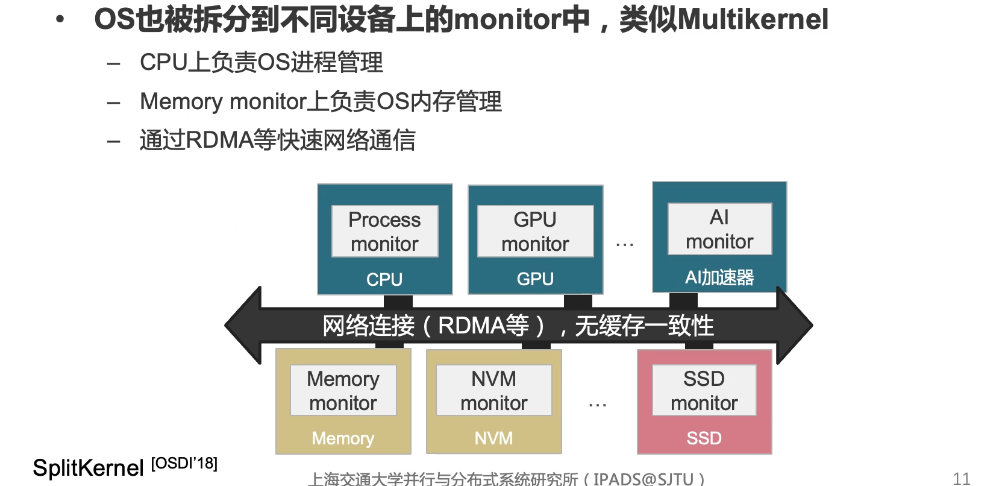 • OS也被拆分到不同设备上的monitor中，类似Multikernel
– CPU上负责OS进程管理
– Memory monitor上负责OS内存管理
– 通过RDMA等快速网络通信
Process
monitor
CPU
GPU
monitor
GPU
…
AI
monitor
AI加速器
网络连接（RDMA等），无缓存一致性
Memory
monitor
Memory
NVM
monitor
NVM
…
SSD
monitor
SSD
SplitKernel [OSDI'18]
上海交通大学并行与分布式系统研究所（IPADS@SJTU）
11